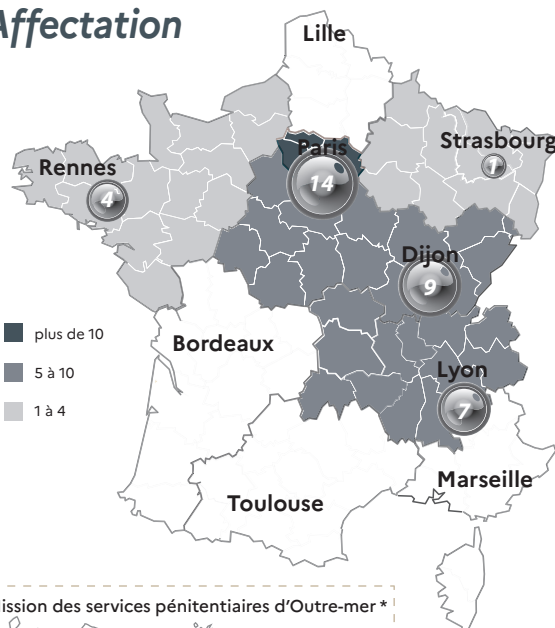 Affectation
Lille
Paris
14
Strasbourg
1
Rennes
4
Dijon
9
plus de 10
5 à 10
1 à 4
Bordeaux
Lyon
7
Marseille
Toulouse
ission des services pénitentiaires d'Outre-mer *